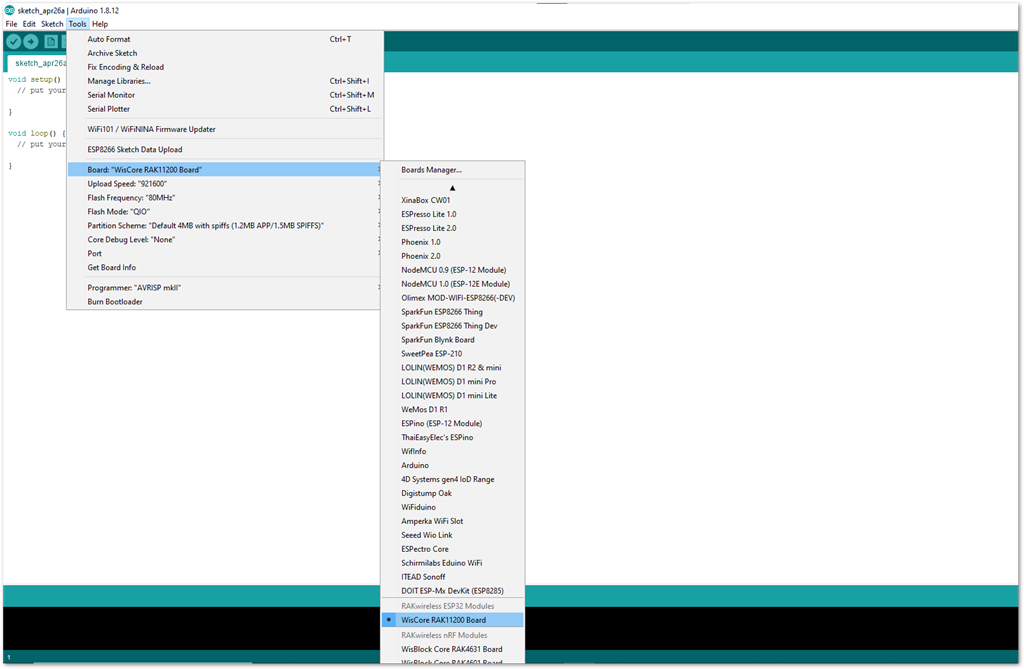 sketch_apr26a | Arduino 1.8.12
File Edit Sketch Tools Help
sketch_apr26a
void setup()
// put your
}
void loop() {
// put your
}
Auto Format Ctrl+T
Archive Sketch
Fix Encoding & Reload
Manage Libraries... Ctrl+Shift+I
Serial Monitor Ctrl+Shift+M
Serial Plotter Ctrl+Shift+L
WiFi101 / WiFiNINA Firmware Updater
ESP8266 Sketch Data Upload
Board: "WisCore RAK11200 Board"
Upload Speed: "921600"
Flash Frequency: "80MHz"
Flash Mode: "QIO"
Partition Scheme: "Default 4MB with spiffs (1.2MB APP/1.5MB SPIFFS)"
Core Debug Level: "None"
Port
Get Board Info
Programmer: "AVRISP mkII"
Burn Bootloader
Boards Manager...
XinaBox CW01
ESPresso Lite 1.0
ESPresso Lite 2.0
Phoenix 1.0
Phoenix 2.0
NodeMCU 0.9 (ESP-12 Module)
NodeMCU 1.0 (ESP-12E Module)
Olimex MOD-WIFI-ESP8266(-DEV)
SparkFun ESP8266 Thing
SparkFun ESP8266 Thing Dev
SparkFun Blynk Board
SweetPea ESP-210
LOLIN(WEMOS) D1 R2 & mini
LOLIN(WEMOS) D1 mini Pro
LOLIN(WEMOS) D1 mini Lite
WeMos D1 R1
ESPino (ESP-12 Module)
ThaiEasyElec's ESPino
WifInfo
Arduino
4D Systems gen4 IoD Range
Digistump Oak
WiFiduino
Amperka WiFi Slot
Seeed Wio Link
ESPectro Core
Schirmilabs Eduino WiFi
ITEAD Sonoff
DOIT ESP-Mx DevKit (ESP8285)
RAKwireless ESP32 Modules
WisCore RAK11200 Board
RAKwireless nRF Modules
WisBlock Core RAK4631 Board
WisBlock Core RAK4601 Board
1